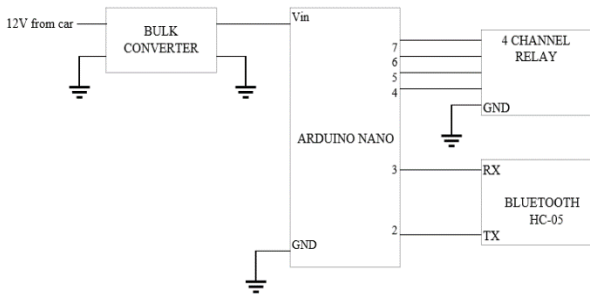 12V from car
BULK
CONVERTER
Vin
7
6
5
4
ARDUINO NANO
3
2
GND
4 CHANNEL
RELAY
GND
RX
BLUETOOTH
HC-05
TX